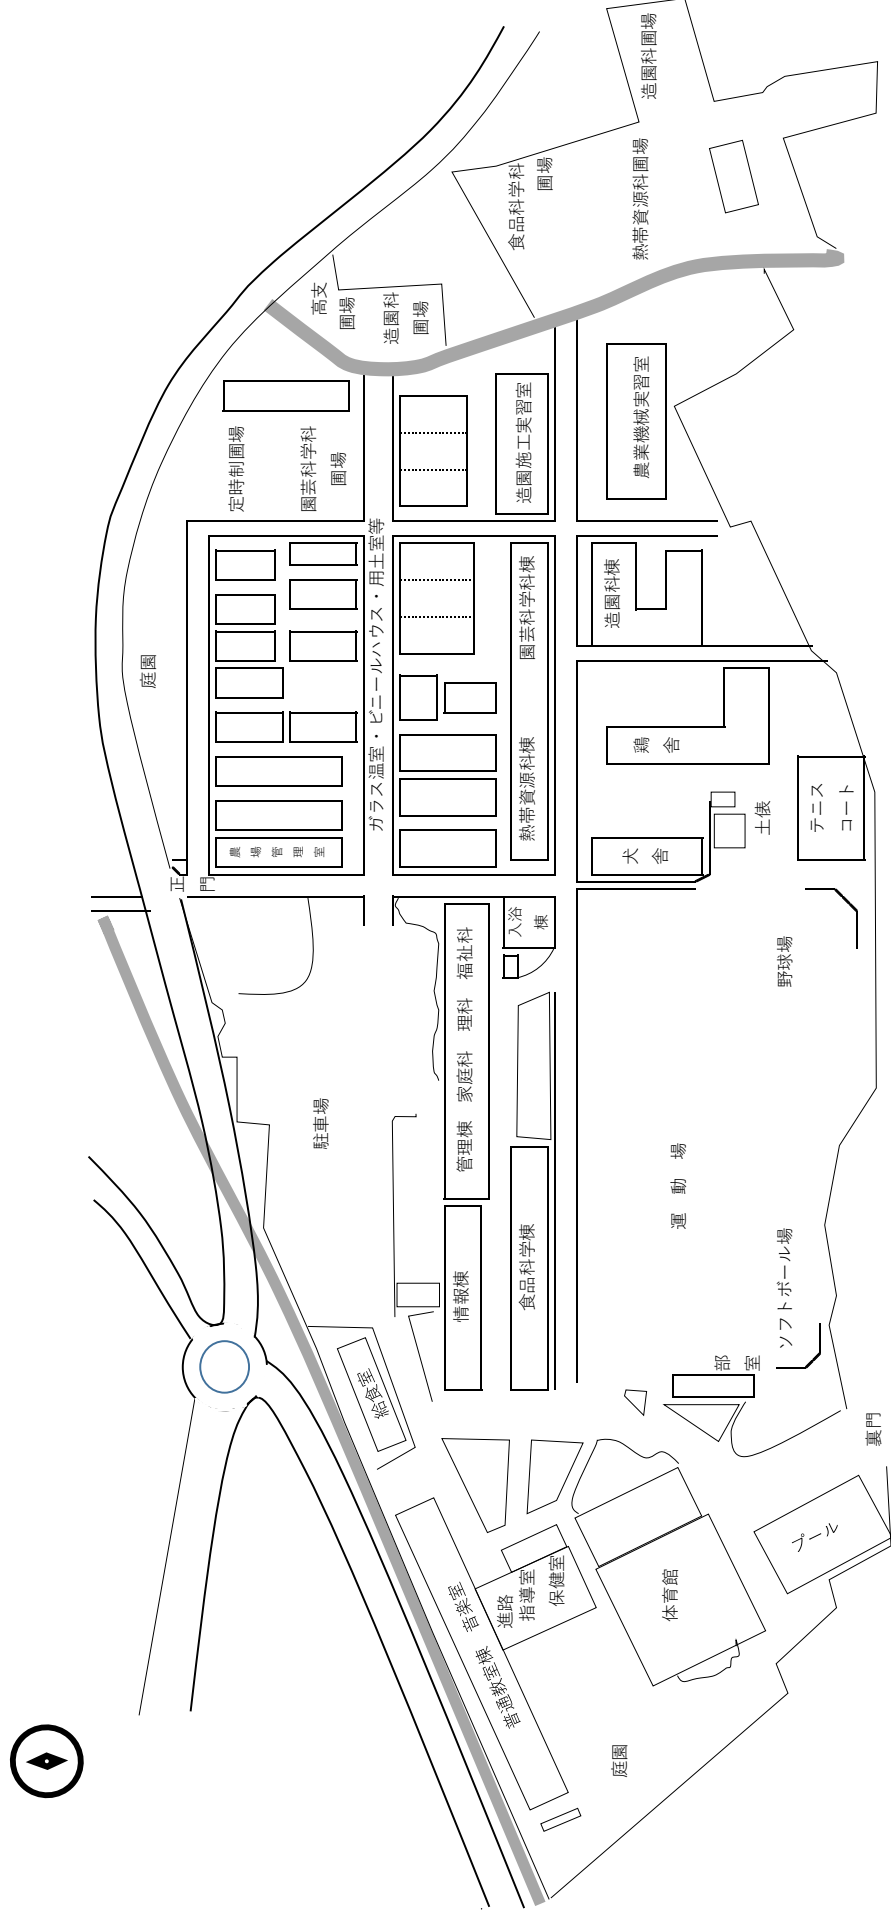 造園科圃場
食品科学科
圃場
熱帯資源科圃場
高支
圃場
造園科
圃場
定時制圃場
園芸科学科
圃場
造園施工実習室
農業機械実習室
ガラス温室・ビニールハウス・用土室等
園芸科学科棟
造園科棟
庭園
熱帯資源科棟
鶏舎
農場管理室
犬舎
土俵
テニス
コート
正門
入浴
棟
野球場
管理棟 家庭科 理科 福祉科
駐車場
運動場
情報棟
食品科学棟
ソフトボール場
部室
給食室
裏門
プール
普通教室棟 音楽室
進路
指導室
保健室
体育館
庭園